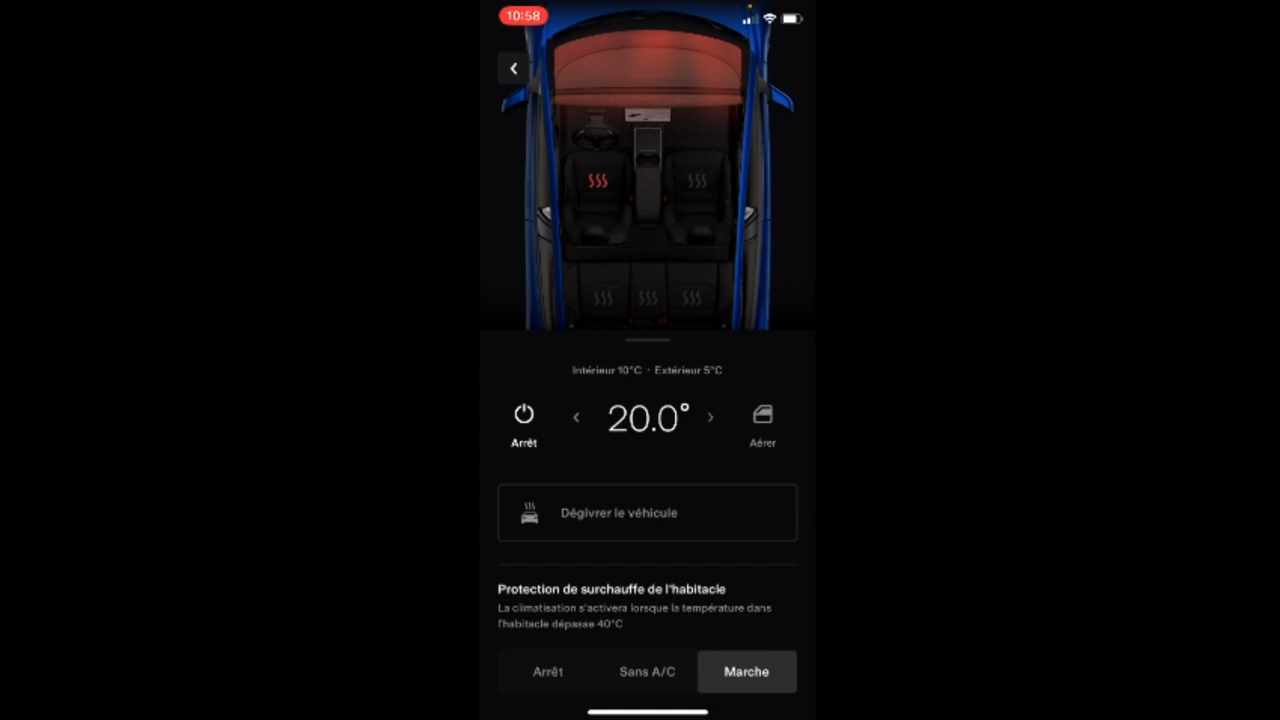 10:58
Intérieur 10°C · Extérieur 5°C
20.0°
Arrêt
Aérer
Dégivrer le véhicule
Protection de surchauffe de l'habitacle
La climatisation s'activera lorsque la température dans
l'habitacle dépasse 40°C
Arrêt Sans A/C Marche